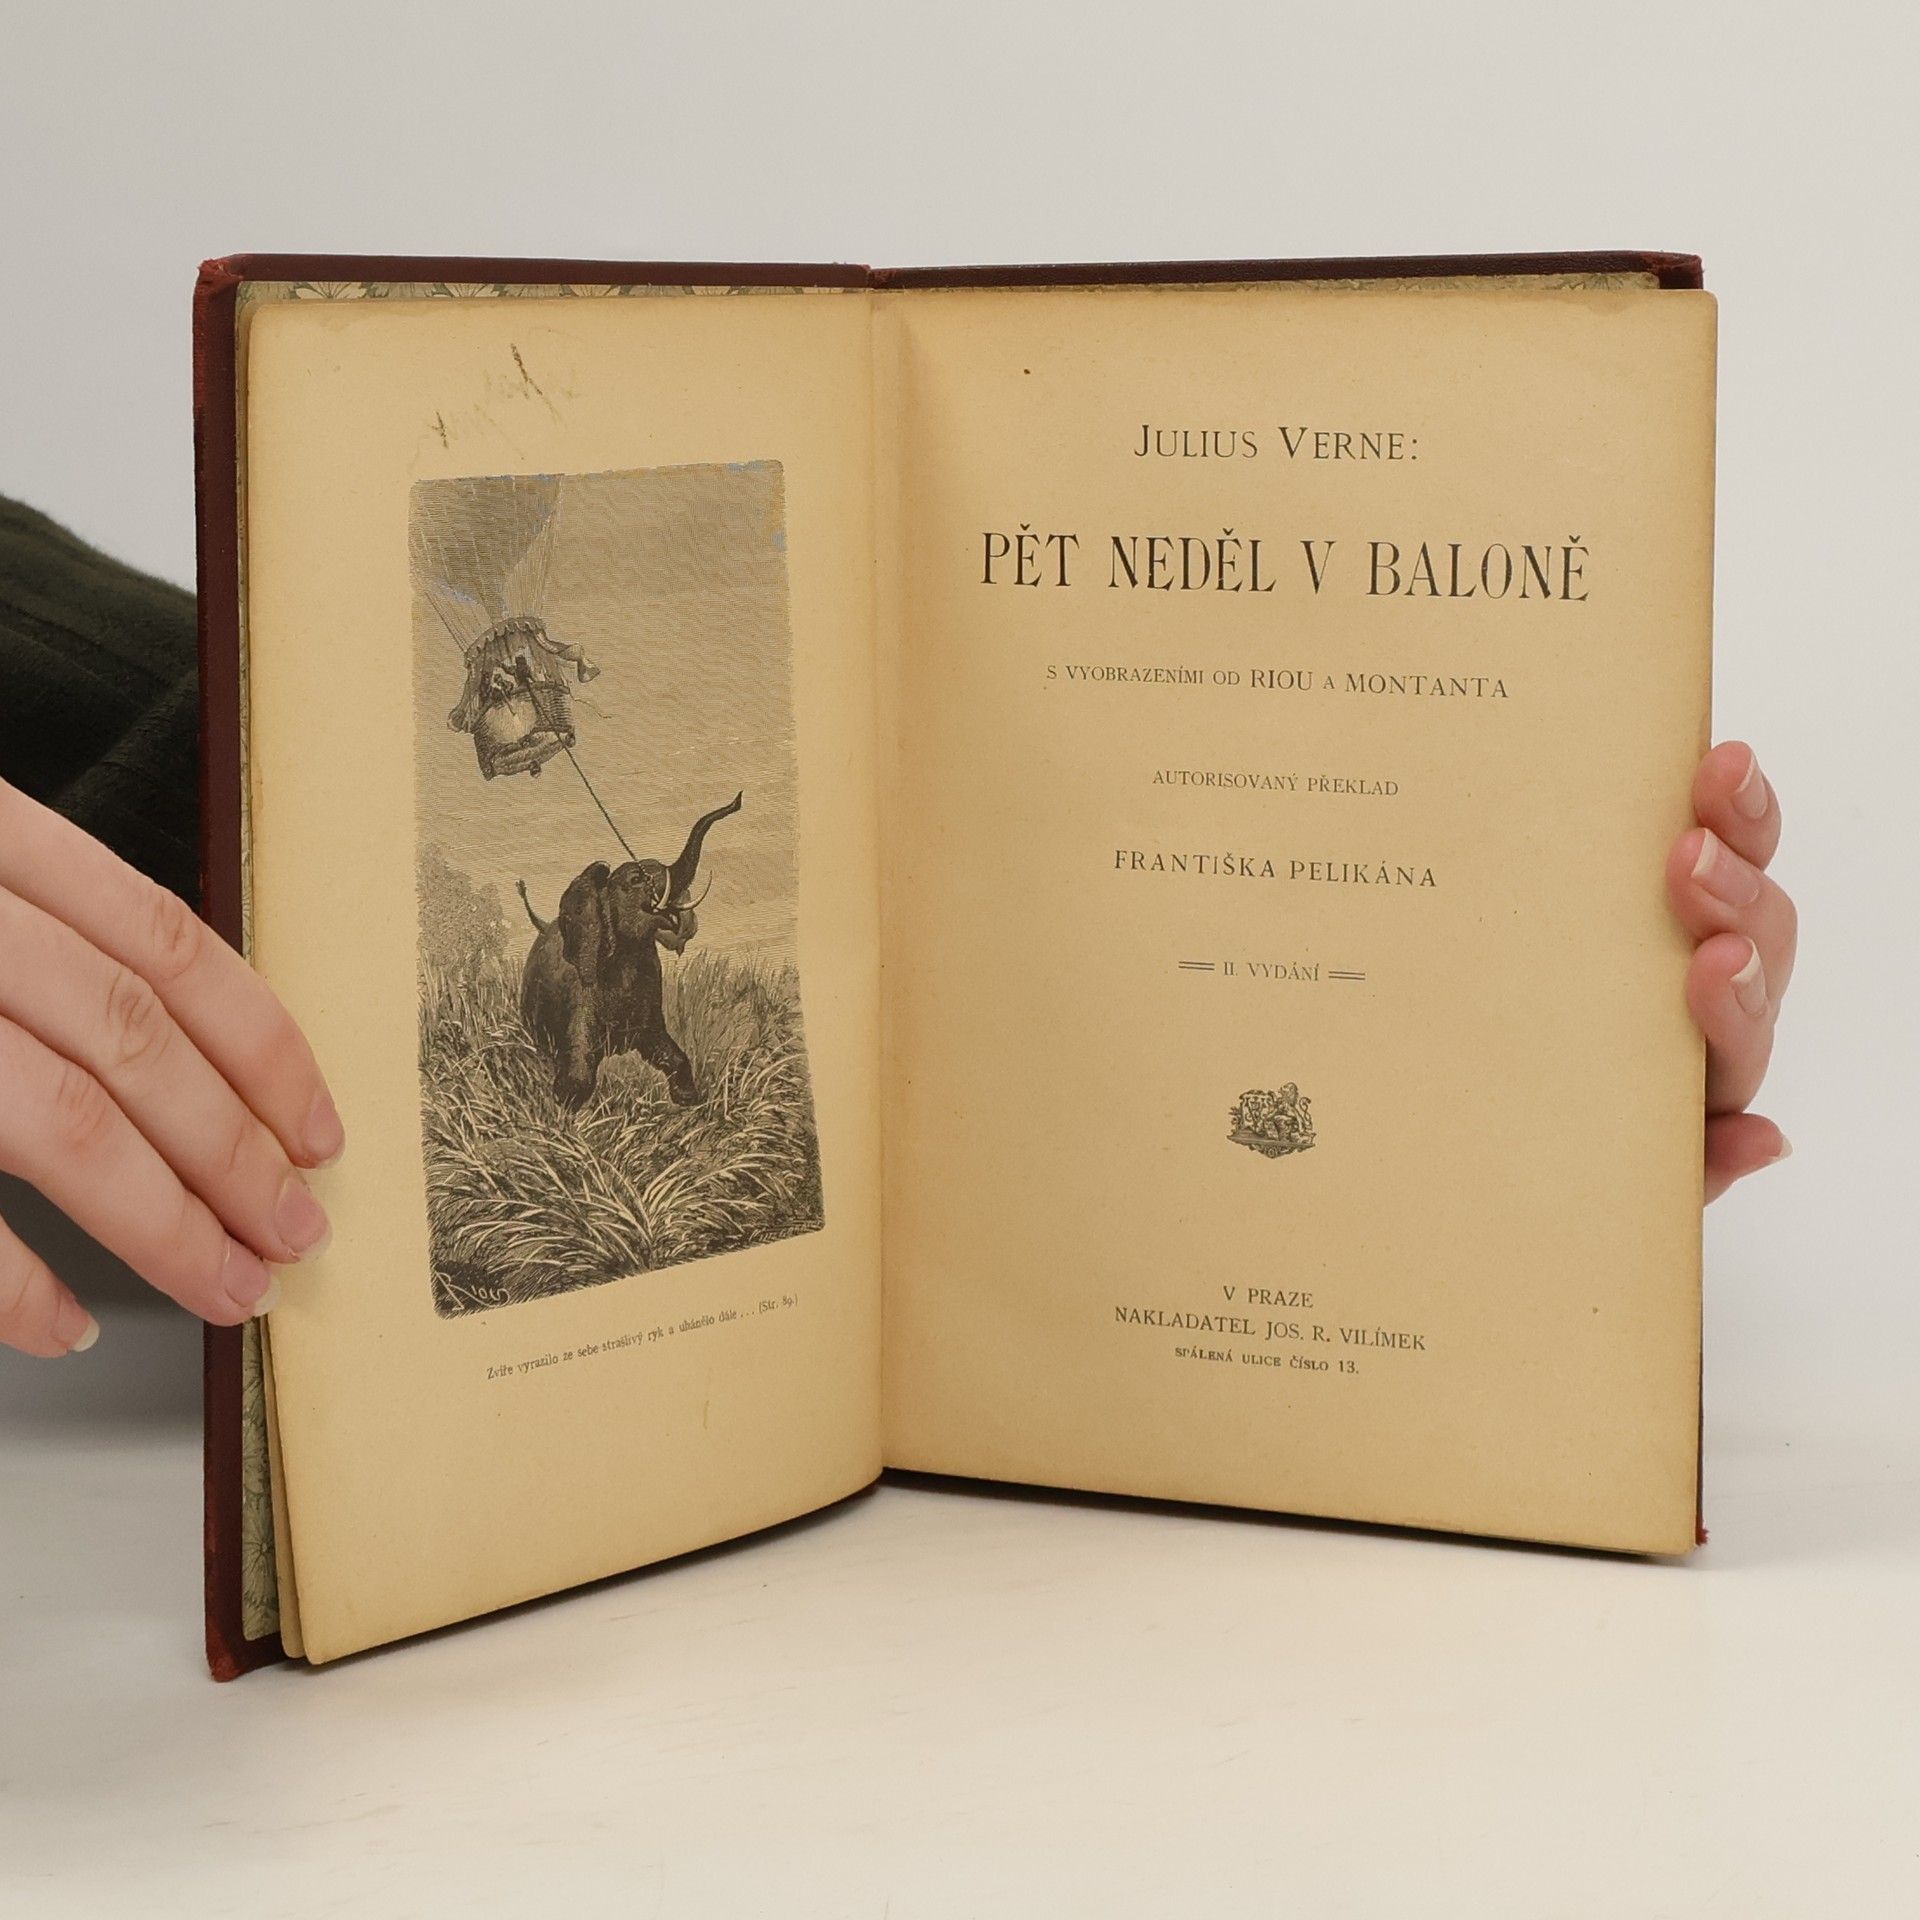 Riou
Zvíře vyrazilo ze sebe strašlivý ryk a uhánělo dále . . . (Str. 89.)
JULIUS VERNE:
PĚT NEDĚL V BALONĚ
S VYOBRAZENÍMI OD RIOU A MONTANTA
AUTORISOVANÝ PŘEKLAD
FRANTIŠKA PELIKÁNA
II. VYDÁNÍ
V PRAZE
NAKLADATEL JOS. R. VILÍMEK
SPÁLENÁ ULICE ČÍSLO 13.